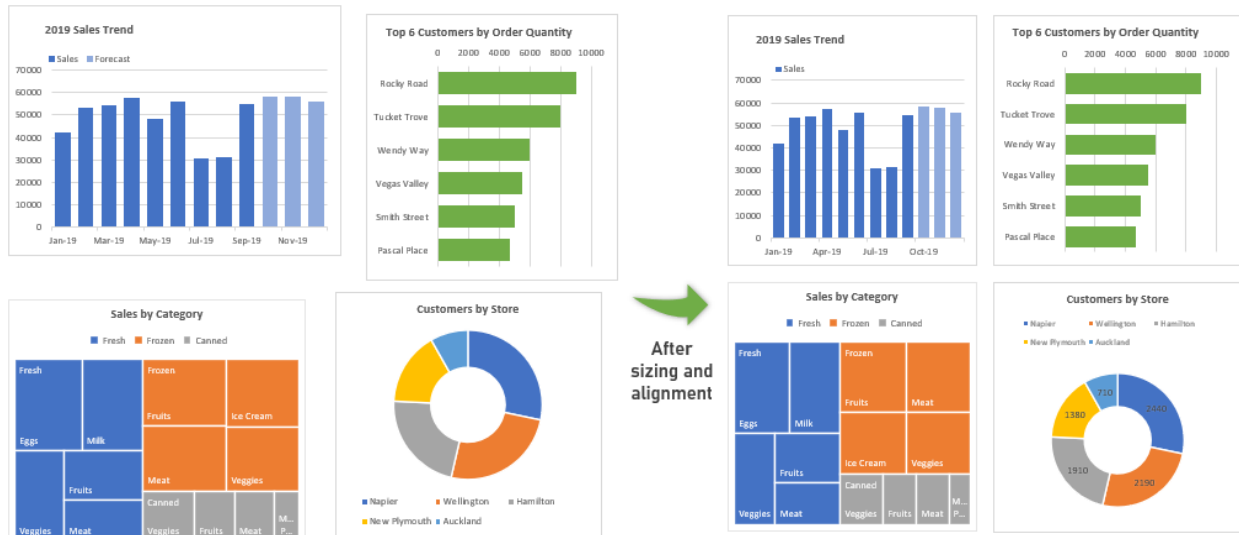 2019 Sales Trend
Sales Forecast
70000
60000
50000
40000
30000
20000
10000
0
Jan-19 Mar-19 May-19 Jul-19 Sep-19 Nov-19
Top 6 Customers by Order Quantity
0 2000 4000 6000 8000 10000
Rocky Road
Tucket Trove
Wendy Way
Vegas Valley
Smith Street
Pascal Place
Sales by Category
Fresh Frozen Canned
Fresh
Eggs
Milk
Veggies
Fruits
Meat
Frozen
Fruits
Ice Cream
Meat
Veggies
Canned
Veggies
Fruits
Meat
M...
P...
Customers by Store
Napier Wellington Hamilton
New Plymouth Auckland
After
sizing and
alignment
2019 Sales Trend
Sales
70000
60000
50000
40000
30000
20000
10000
0
Jan-19 Apr-19 Jul-19 Oct-19
Top 6 Customers by Order Quantity
0 2000 4000 6000 8000 10000
Rocky Road
Tucket Trove
Wendy Way
Vegas Valley
Smith Street
Pascal Place
Sales by Category
Fresh Frozen Canned
Fresh
Eggs
Milk
Veggies
Fruits
Meat
Frozen
Fruits
Meat
Ice Cream
Veggies
Canned
Veggies
Fruits
Meat
M...
P...
Customers by Store
Napier Wellington Hamilton
New Plymouth Auckland
710
2440
1380
1910
2190